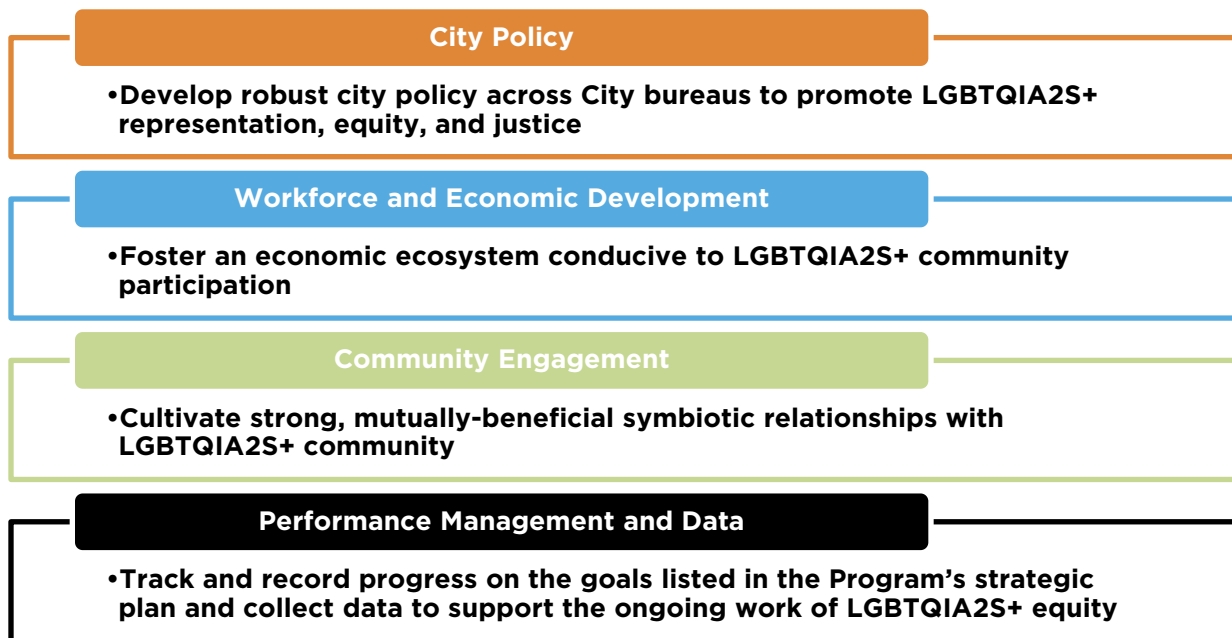 City Policy
•Develop robust city policy across City bureaus to promote LGBTQIA2S+
representation, equity, and justice
Workforce and Economic Development
•Foster an economic ecosystem conducive to LGBTQIA2S+ community
participation
Community Engagement
•Cultivate strong, mutually-beneficial symbiotic relationships with
LGBTQIA2S+ community
Performance Management and Data
•Track and record progress on the goals listed in the Program’s strategic
plan and collect data to support the ongoing work of LGBTQIA2S+ equity